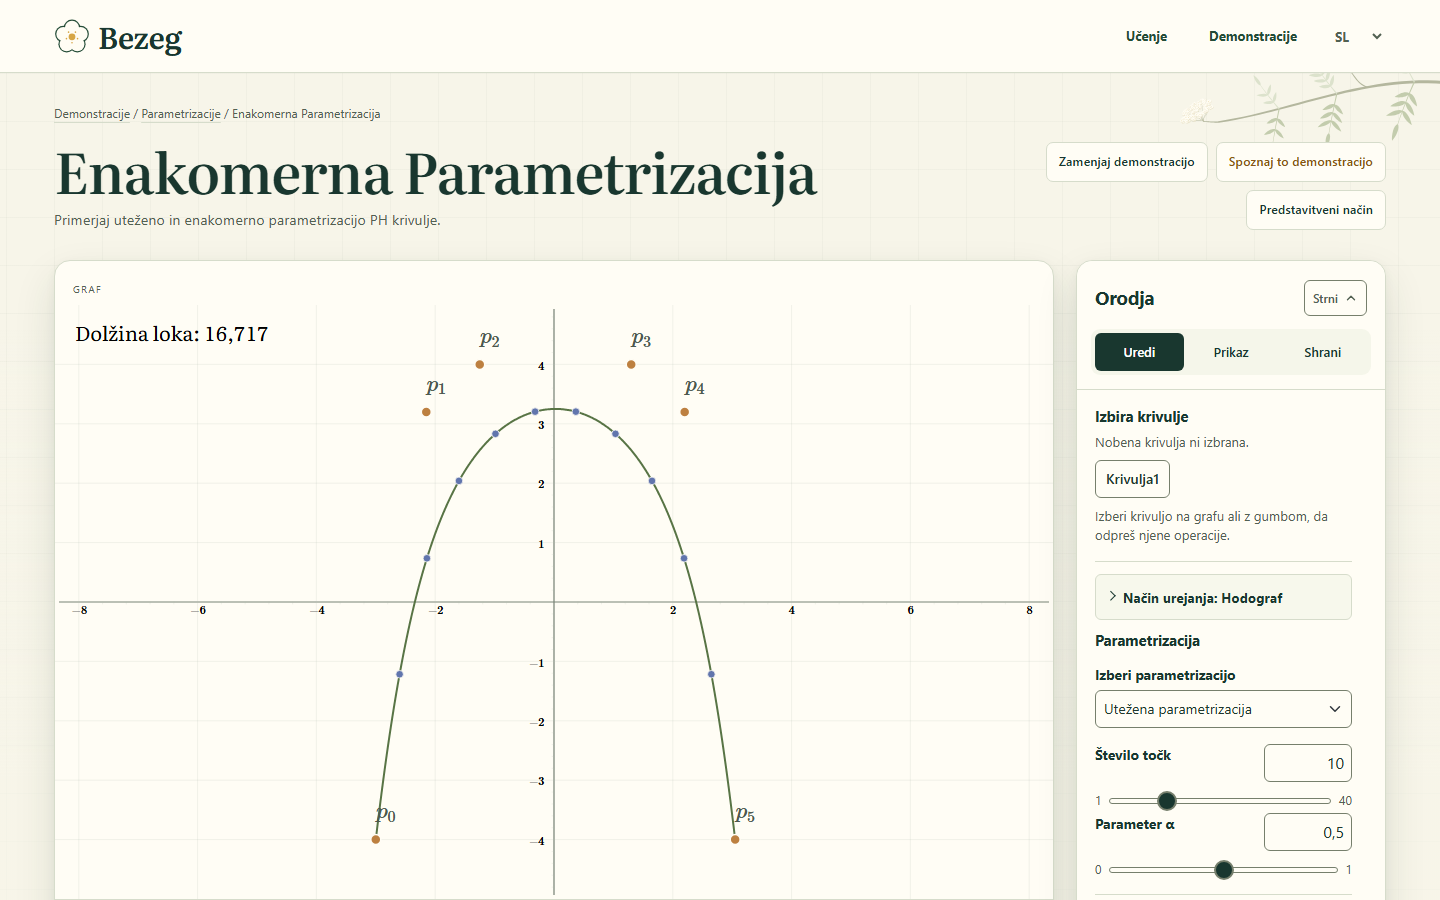 Bezeg
Učenje
Demonstracije
SL
Demonstracije / Parametrizacije / Enakomerna Parametrizacija
Enakomerna Parametrizacija
Primerjaj uteženo in enakomerno parametrizacijo PH krivulje.
Zamenjaj demonstracijo
Spoznaj to demonstracijo
Predstavitveni način
GRAF
Dolžina loka: 16,717
p2
p3
p1
p4
4
3
2
1
−8
−6
−4
−2
2
4
6
8
−1
−2
−3
−4
p0
p5
Orodja
Strni
Uredi
Prikaz
Shrani
Izbira krivulje
Nobena krivulja ni izbrana.
Krivulja1
Izberi krivuljo na grafu ali z gumbom, da
odpreš njene operacije.
Način urejanja: Hodograf
Parametrizacija
Izberi parametrizacijo
Utežena parametrizacija
Število točk
10
1
40
Parameter α
0,5
0
1